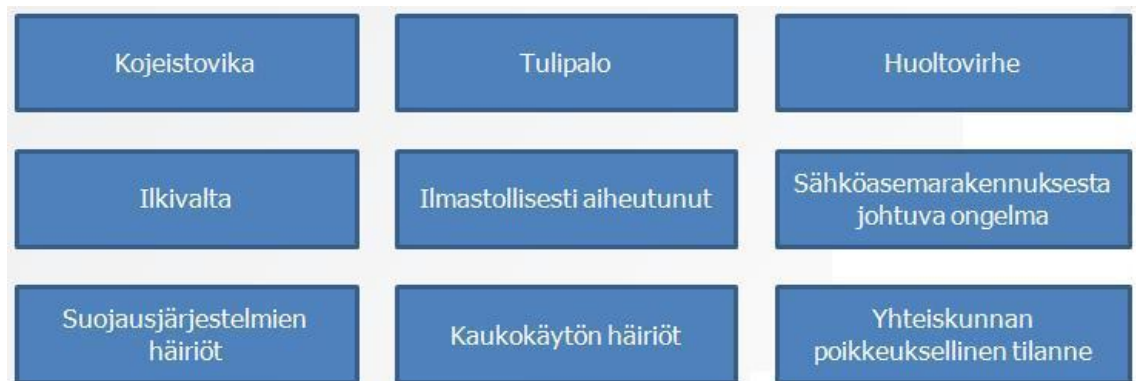 Kojeistovika
Tulipalo
Huoltovirhe
Ilkivalta
Ilmastollisesti aiheutunut
Sähköasemarakennuksesta
johtuva ongelma
Suojausjärjestelmien
häiriöt
Kaukokäytön häiriöt
Yhteiskunnan
poikkeuksellinen tilanne